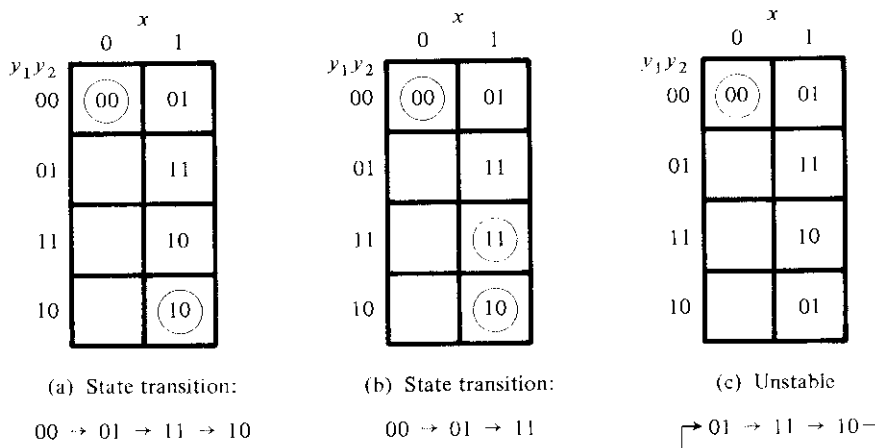 x x x
0 1 0 1 0 1
y₁y₂ y₁y₂ y₁y₂
00 00 01 00 00 01 00 00 01
01 11 01 11 01 11
11 10 11 11 11 10
10 10 10 10 10 01
(a) State transition: (b) State transition: (c) Unstable
00 → 01 → 11 → 10 00 → 01 → 11 → 01 → 11 → 10